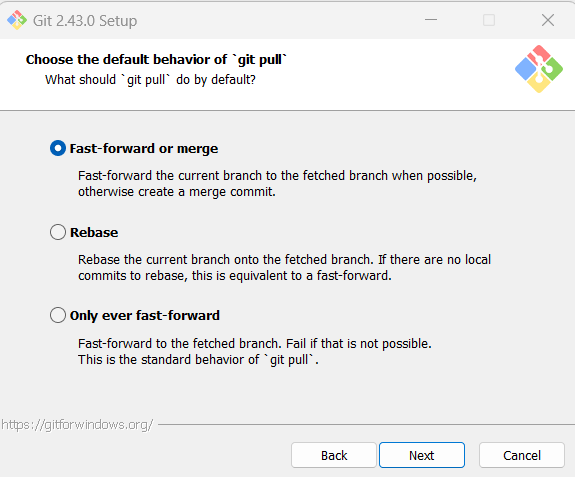 Git 2.43.0 Setup
Choose the default behavior of `git pull`
What should `git pull` do by default?
Fast-forward or merge
Fast-forward the current branch to the fetched branch when possible,
otherwise create a merge commit.
Rebase
Rebase the current branch onto the fetched branch. If there are no local
commits to rebase, this is equivalent to a fast-forward.
Only ever fast-forward
Fast-forward to the fetched branch. Fail if that is not possible.
This is the standard behavior of `git pull`.
https://gitforwindows.org/
Back Next Cancel